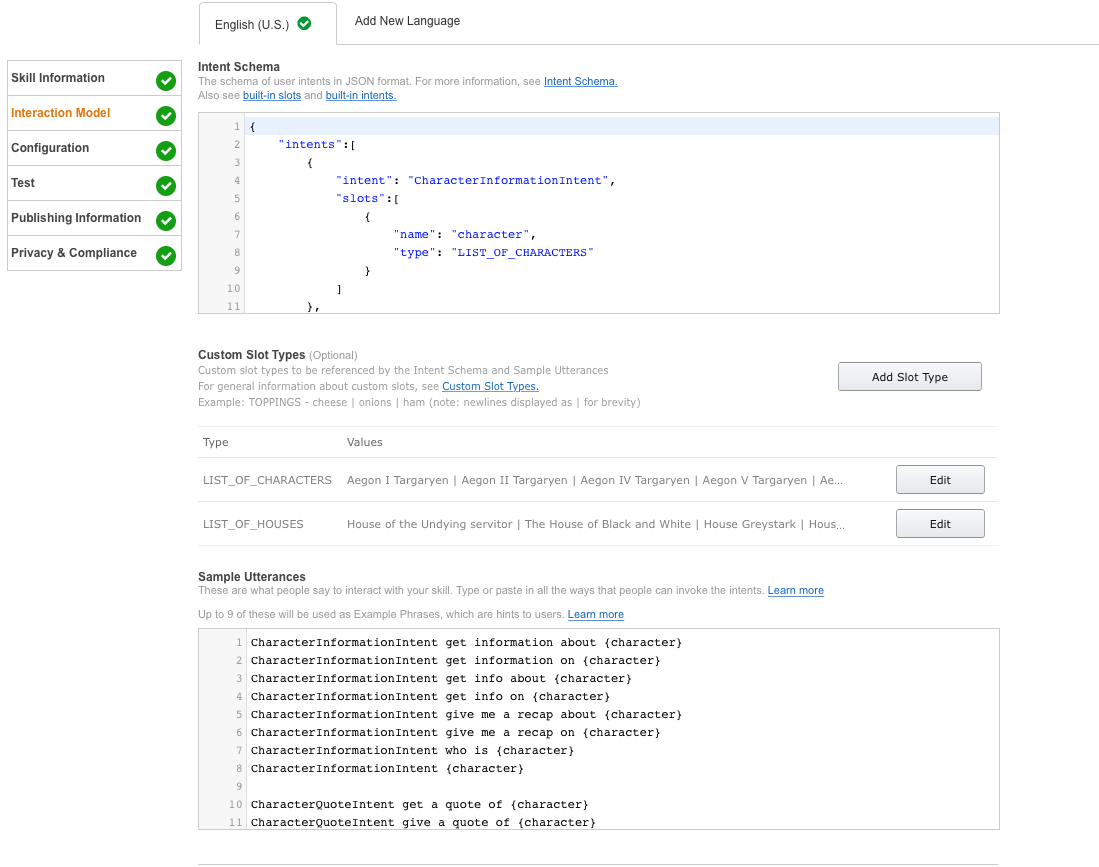 English (U.S.)
Add New Language
Skill Information
Interaction Model
Configuration
Test
Publishing Information
Privacy & Compliance
Intent Schema
The schema of user intents in JSON format. For more information, see Intent Schema.
Also see built-in slots and built-in intents.
1 {
2 "intents":[
3 {
4 "intent": "CharacterInformationIntent",
5 "slots":[
6 {
7 "name": "character",
8 "type": "LIST_OF_CHARACTERS"
9 }
10 ]
11 },
Custom Slot Types (Optional)
Custom slot types to be referenced by the Intent Schema and Sample Utterances
For general information about custom slots, see Custom Slot Types.
Example: TOPPINGS - cheese | onions | ham (note: newlines displayed as | for brevity)
Add Slot Type
Type Values
LIST_OF_CHARACTERS Aegon I Targaryen | Aegon II Targaryen | Aegon IV Targaryen | Aegon V Targaryen | Ae... Edit
LIST_OF_HOUSES House of the Undying servitor | The House of Black and White | House Greystark | Hous... Edit
Sample Utterances
These are what people say to interact with your skill. Type or paste in all the ways that people can invoke the intents. Learn more
Up to 9 of these will be used as Example Phrases, which are hints to users. Learn more
1 CharacterInformationIntent get information about {character}
2 CharacterInformationIntent get information on {character}
3 CharacterInformationIntent get info about {character}
4 CharacterInformationIntent get info on {character}
5 CharacterInformationIntent give me a recap about {character}
6 CharacterInformationIntent give me a recap on {character}
7 CharacterInformationIntent who is {character}
8 CharacterInformationIntent {character}
9
10 CharacterQuoteIntent get a quote of {character}
11 CharacterQuoteIntent give a quote of {character}